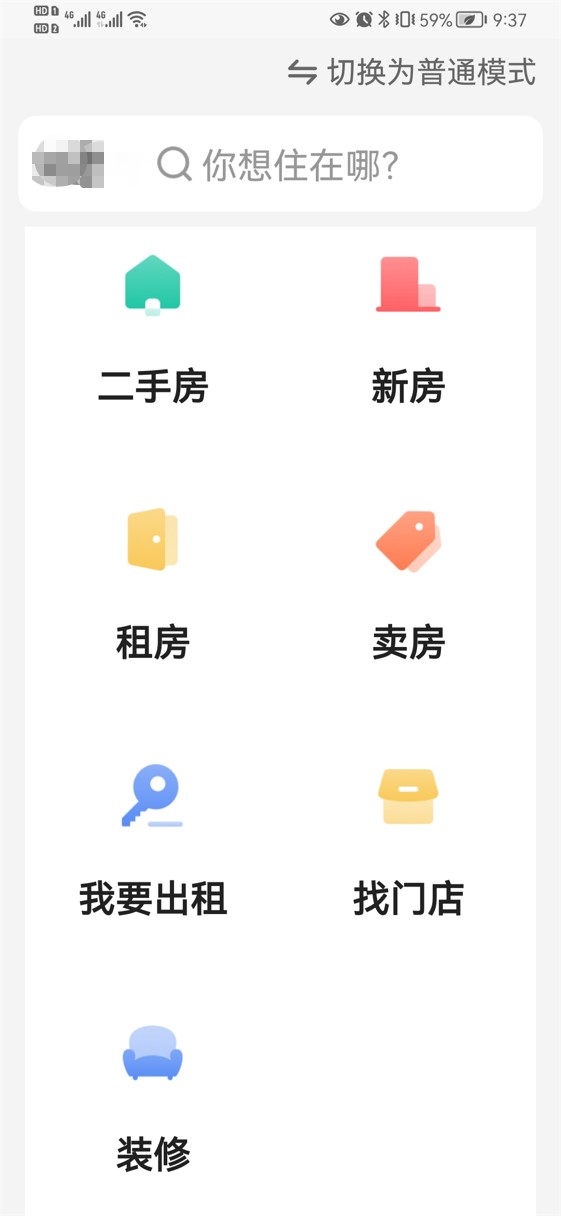 HD 1 4G 4G 59% 9:37
HD 2
切换为普通模式
你想住在哪?
二手房 新房
租房 卖房
我要出租 找门店
装修